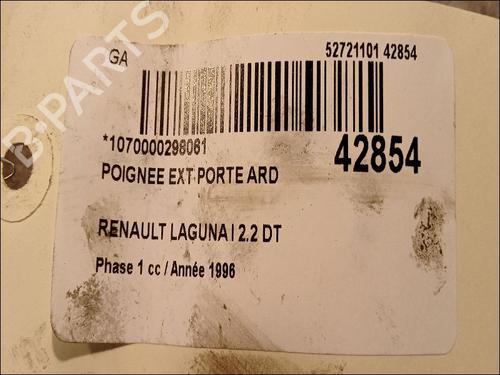 GA 52721101 42854
*1070000298061
42854
POIGNEE EXT PORTE ARD
RENAULT LAGUNA I 2.2 DT
Phase 1 cc / Année 1996
B-PARTS